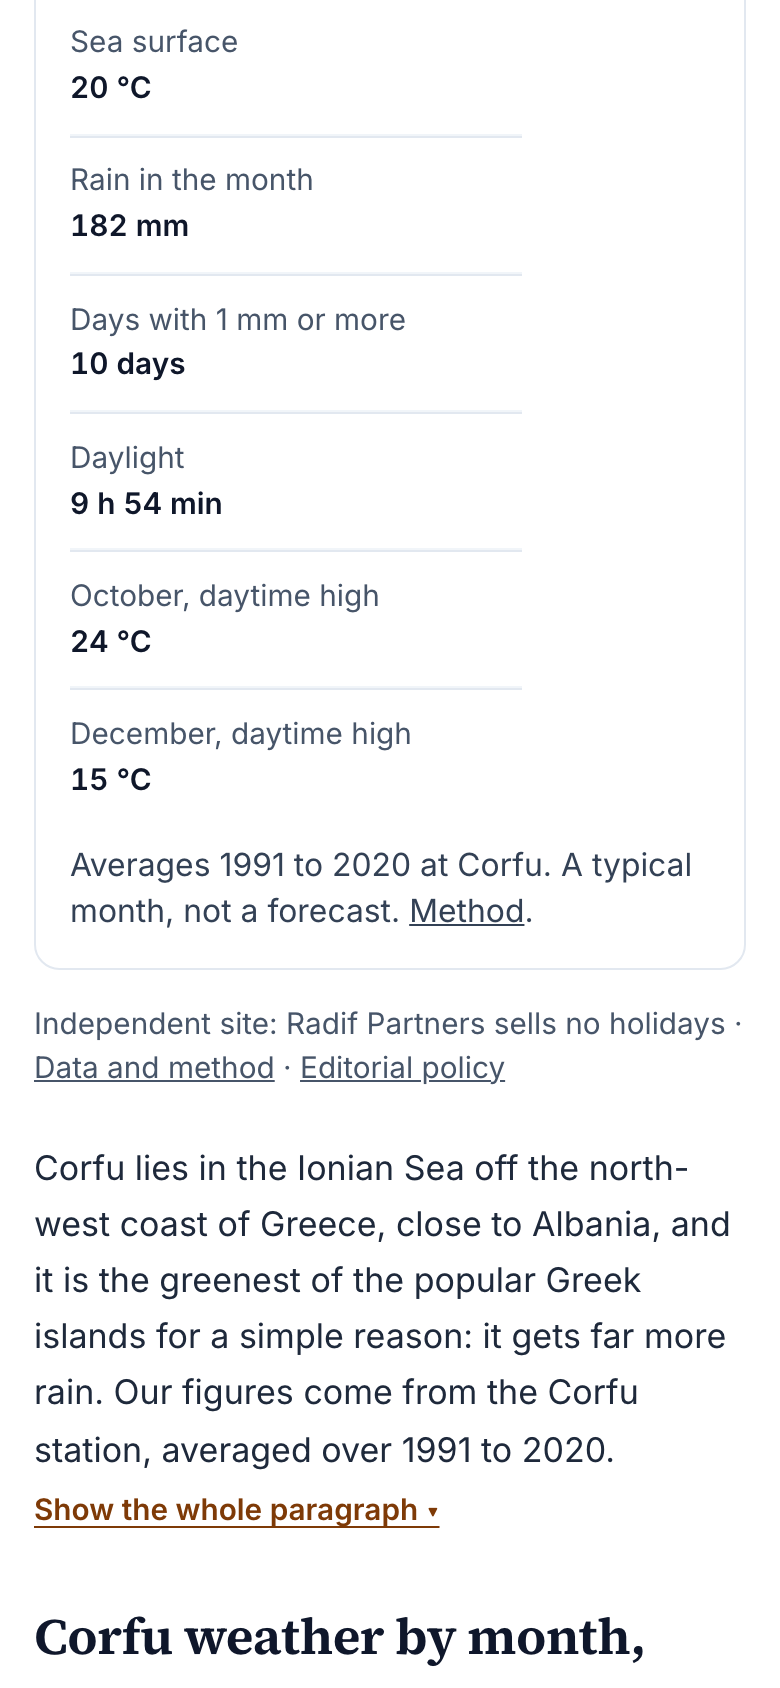 Sea surface
20 °C
Rain in the month
182 mm
Days with 1 mm or more
10 days
Daylight
9 h 54 min
October, daytime high
24 °C
December, daytime high
15 °C
Averages 1991 to 2020 at Corfu. A typical
month, not a forecast. Method.
Independent site: Radif Partners sells no holidays ·
Data and method · Editorial policy
Corfu lies in the Ionian Sea off the north-
west coast of Greece, close to Albania, and
it is the greenest of the popular Greek
islands for a simple reason: it gets far more
rain. Our figures come from the Corfu
station, averaged over 1991 to 2020.
Show the whole paragraph ▾
Corfu weather by month,